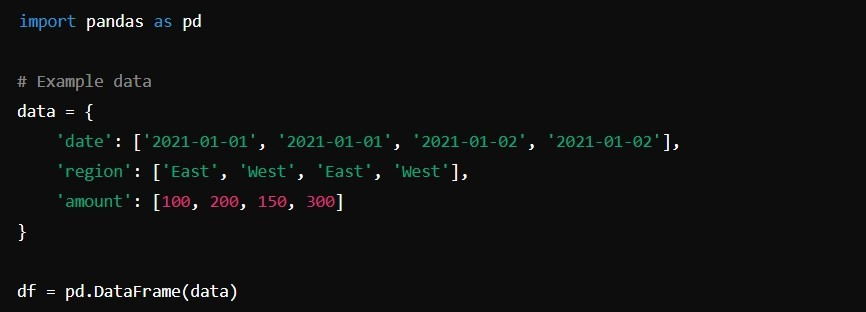 import pandas as pd
# Example data
data = {
    'date': ['2021-01-01', '2021-01-01', '2021-01-02', '2021-01-02'],
    'region': ['East', 'West', 'East', 'West'],
    'amount': [100, 200, 150, 300]
}
df = pd.DataFrame(data)